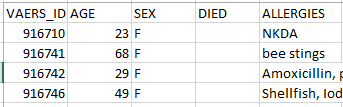 VAERS_ID AGE SEX DIED ALLERGIES
916710 23 F NKDA
916741 68 F bee stings
916742 29 F Amoxicillin,
916746 49 F Shellfish, Iod